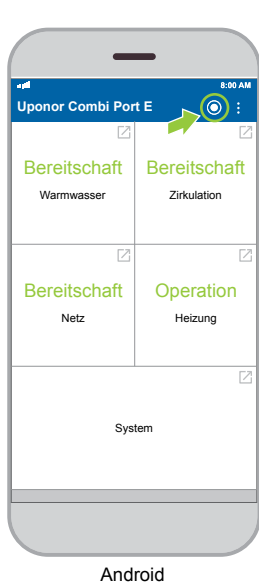 8:00 AM
Uponor Combi Port E
Bereitschaft
Warmwasser
Bereitschaft
Zirkulation
Bereitschaft
Netz
Operation
Heizung
System
Android